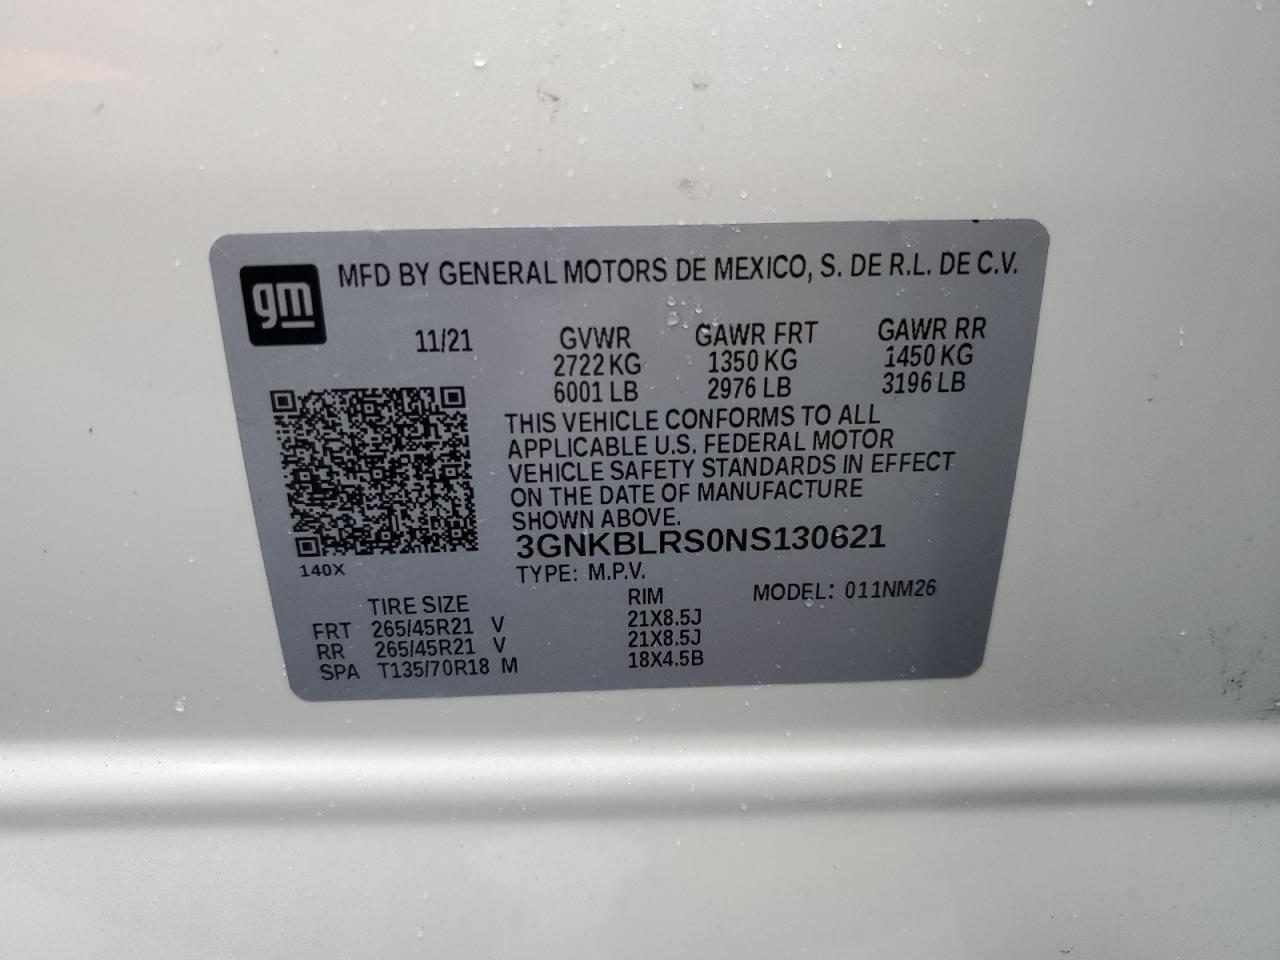 gm
MFD BY GENERAL MOTORS DE MEXICO, S. DE R.L. DE C.V.
11/21 GVWR GAWR FRT GAWR RR
2722 KG 1350 KG 1450 KG
6001 LB 2976 LB 3196 LB
THIS VEHICLE CONFORMS TO ALL
APPLICABLE U.S. FEDERAL MOTOR
VEHICLE SAFETY STANDARDS IN EFFECT
ON THE DATE OF MANUFACTURE
SHOWN ABOVE.
3GNKBLRS0NS130621
140X
TYPE: M.P.V. MODEL: 011NM26
TIRE SIZE RIM
FRT 265/45R21 V 21X8.5J
RR 265/45R21 V 21X8.5J
SPA T135/70R18 M 18X4.5B